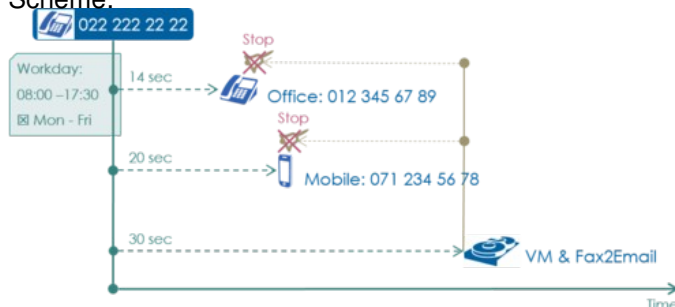 Scheme:
022 222 22 22
Stop
Workday:
08:00 –17:30
☒ Mon - Fri
14 sec
Office: 012 345 67 89
Stop
20 sec
Mobile: 071 234 56 78
30 sec
VM & Fax2Email
Time